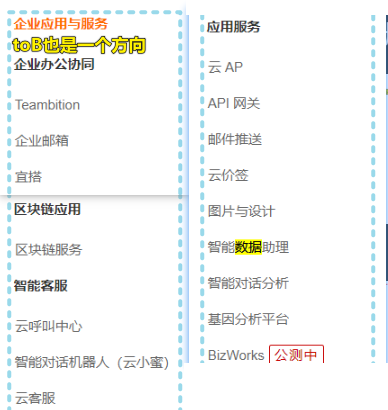 企业应用与服务
toB也是一个方向
企业办公协同
Teambition
企业邮箱
宜搭
区块链应用
区块链服务
智能客服
云呼叫中心
智能对话机器人（云小蜜）
云客服
应用服务
云 AP
API 网关
邮件推送
云价签
图片与设计
智能数据助理
智能对话分析
基因分析平台
BizWorks 公测中